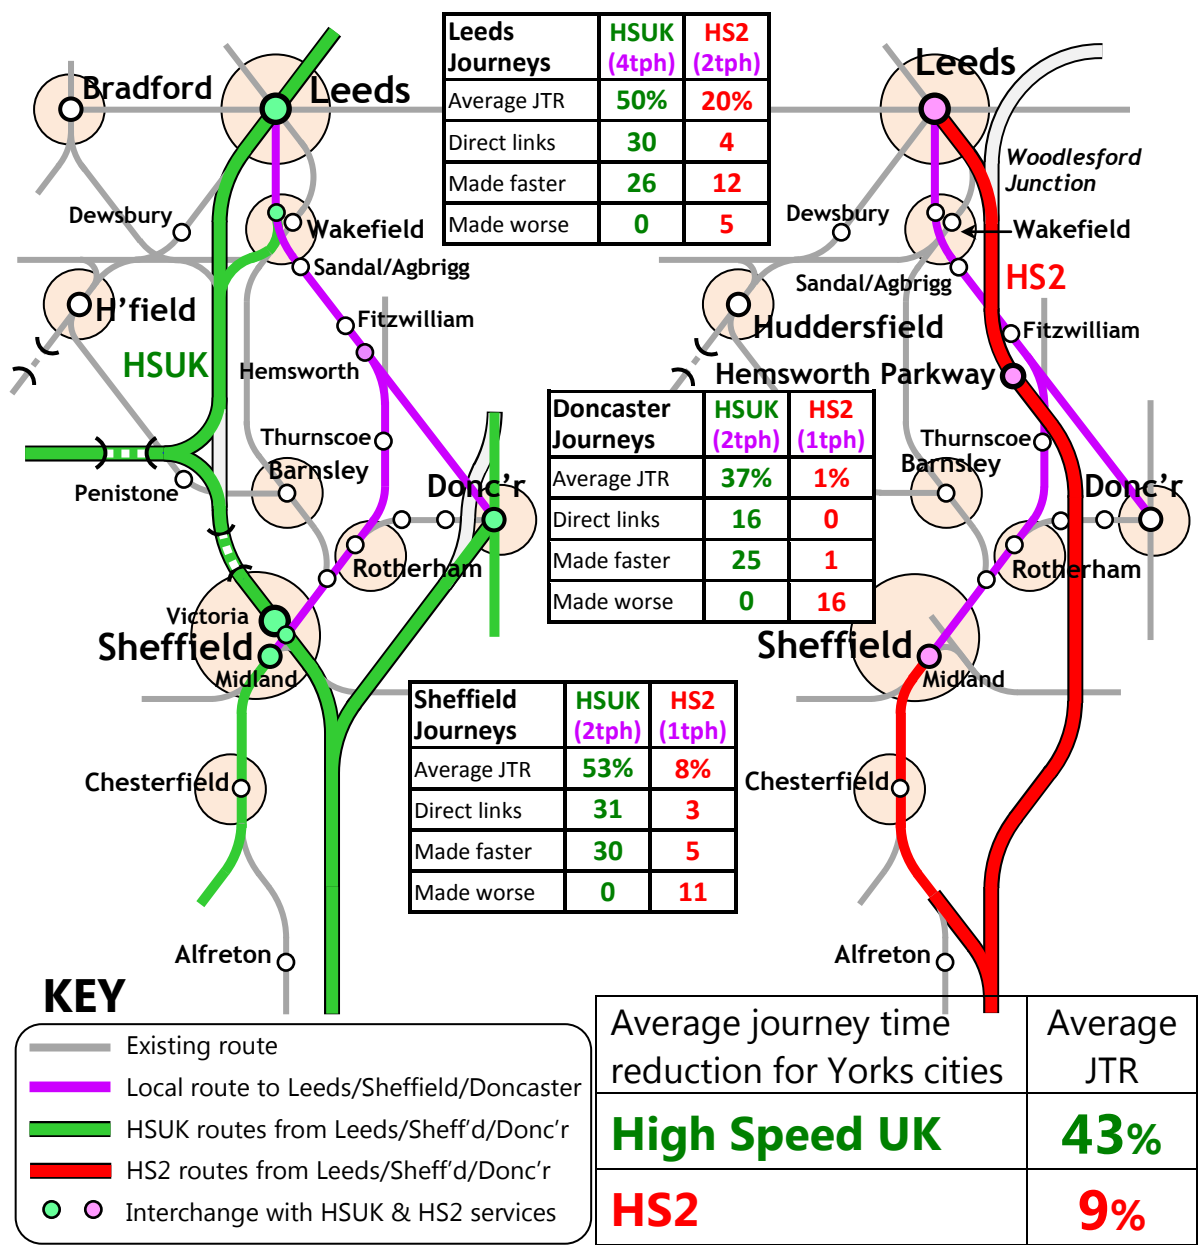 Leeds Journeys HSUK (4tph) HS2 (2tph)
Average JTR 50% 20%
Direct links 30 4
Made faster 26 12
Made worse 0 5
Bradford
Leeds
Dewsbury
Wakefield
Sandal/Agbrigg
H'field
Fitzwilliam
HSUK
Hemsworth
Thurnscoe
Barnsley
Penistone
Donc'r
Rotherham
Victoria
Sheffield
Midland
Chesterfield
Alfreton
Leeds
Woodlesford
Junction
Dewsbury
Wakefield
Sandal/Agbrigg
HS2
Huddersfield
Fitzwilliam
Hemsworth Parkway
Thurnscoe
Barnsley
Donc'r
Rotherham
Sheffield
Midland
Chesterfield
Alfreton
Doncaster Journeys HSUK (2tph) HS2 (1tph)
Average JTR 37% 1%
Direct links 16 0
Made faster 25 1
Made worse 0 16
Sheffield Journeys HSUK (2tph) HS2 (1tph)
Average JTR 53% 8%
Direct links 31 3
Made faster 30 5
Made worse 0 11
KEY
Existing route
Local route to Leeds/Sheffield/Doncaster
HSUK routes from Leeds/Sheff'd/Donc'r
HS2 routes from Leeds/Sheff'd/Donc'r
Interchange with HSUK & HS2 services
Average journey time reduction for Yorks cities Average JTR
High Speed UK 43%
HS2 9%